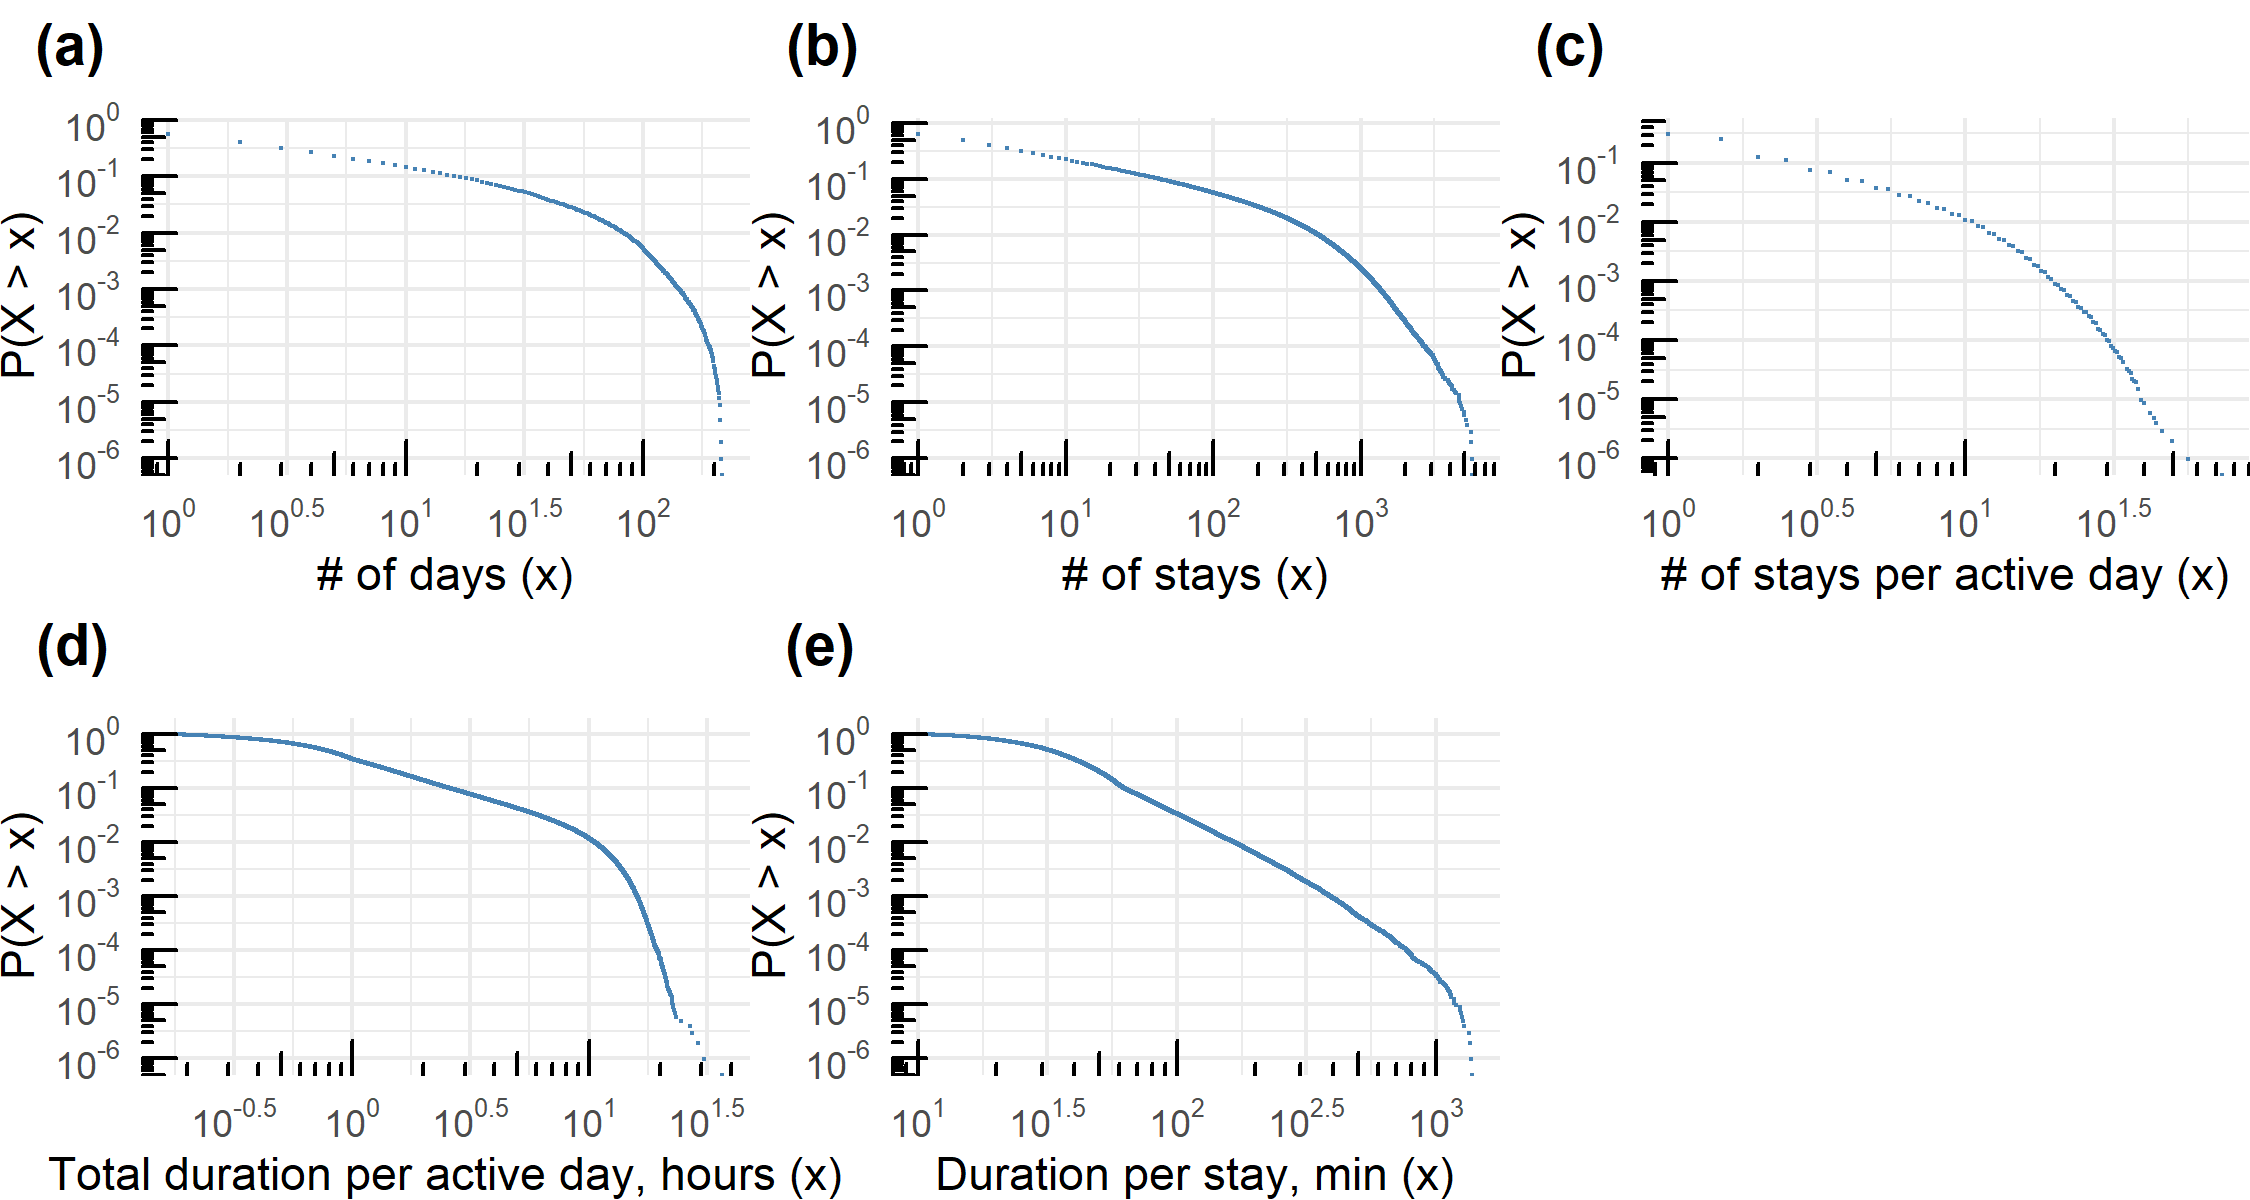 (a)
P(X > x)
10^0
10^-1
10^-2
10^-3
10^-4
10^-5
10^-6
10^0 10^0.5 10^1 10^1.5 10^2
# of days (x)
(b)
P(X > x)
10^0
10^-1
10^-2
10^-3
10^-4
10^-5
10^-6
10^0 10^1 10^2 10^3
# of stays (x)
(c)
P(X > x)
10^-1
10^-2
10^-3
10^-4
10^-5
10^-6
10^0 10^0.5 10^1 10^1.5
# of stays per active day (x)
(d)
P(X > x)
10^0
10^-1
10^-2
10^-3
10^-4
10^-5
10^-6
10^-0.5 10^0 10^0.5 10^1 10^1.5
Total duration per active day, hours (x)
(e)
P(X > x)
10^0
10^-1
10^-2
10^-3
10^-4
10^-5
10^-6
10^1 10^1.5 10^2 10^2.5 10^3
Duration per stay, min (x)